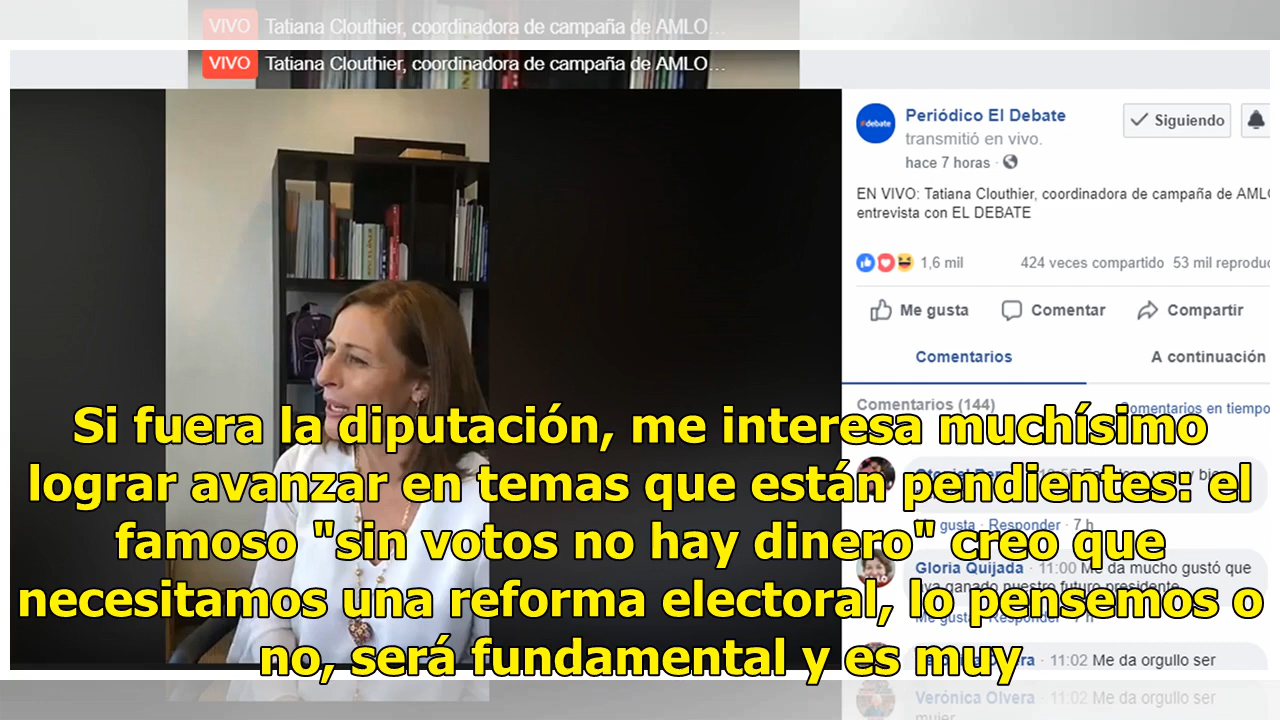 VIVO Tatiana Clouthier, coordinadora de campaña de AMLO…
VIVO Tatiana Clouthier, coordinadora de campaña de AMLO…
#debate
Periódico El Debate
transmitió en vivo.
hace 7 horas
Siguiendo
EN VIVO: Tatiana Clouthier, coordinadora de campaña de AMLO
entrevista con EL DEBATE
1,6 mil
424 veces compartido 53 mil reproduc
Me gusta Comentar Compartir
Comentarios A continuación
Comentarios (144) Comentarios en tiempo
Si fuera la diputación, me interesa muchísimo
lograr avanzar en temas que están pendientes: el
famoso "sin votos no hay dinero" creo que
necesitamos una reforma electoral, lo pensemos o
no, será fundamental y es muy
gusta · Responder · 7 h
Gloria Quijada · 11:00 Me da mucho gustó que
ganado nuestro futuro presidente
Me gusta 7 h
11:02 Me da orgullo ser
Verónica Olvera · 11:02 Me da orgullo ser
mujer